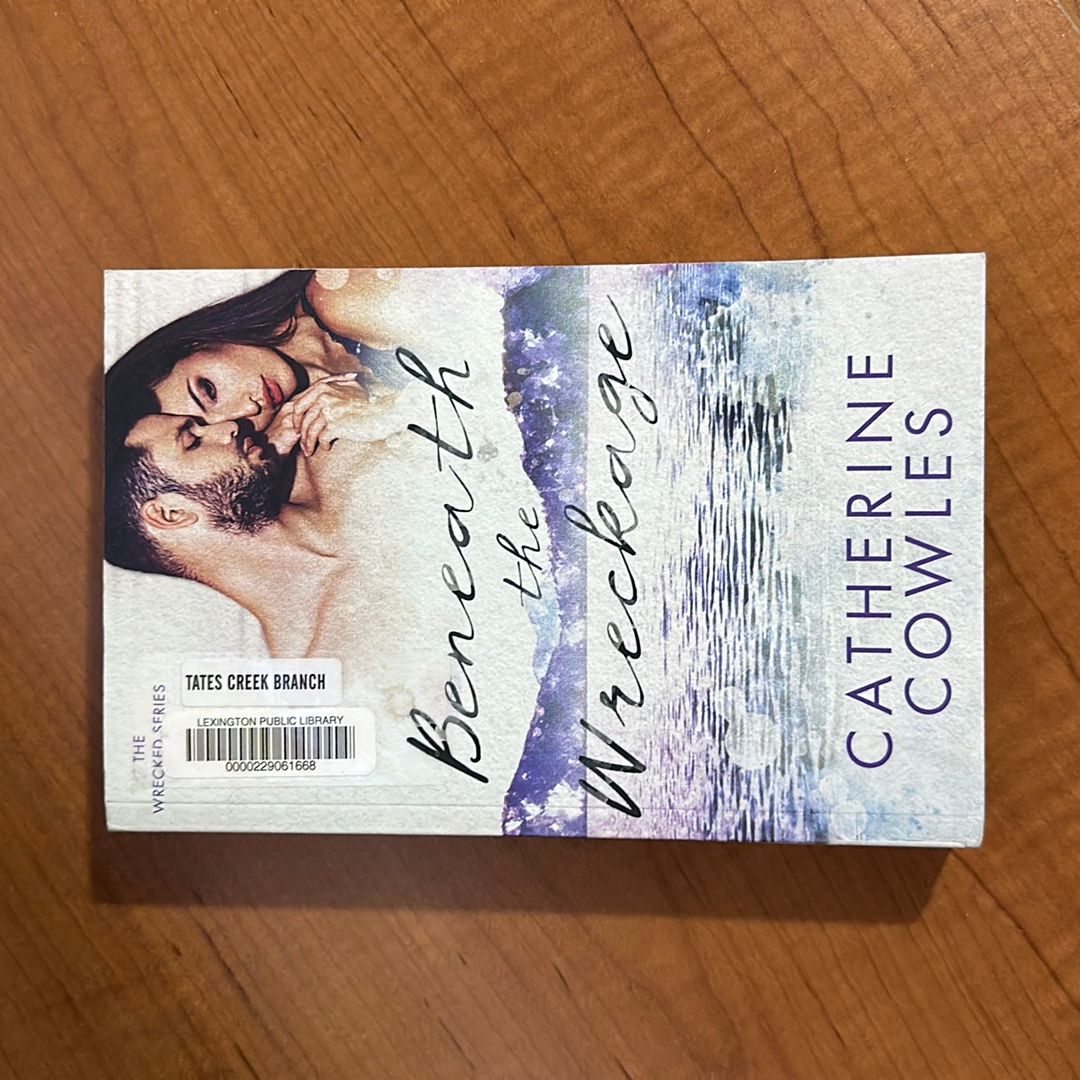 THE
WRECKED SERIES
TATES CREEK BRANCH
LEXINGTON PUBLIC LIBRARY
0000229061668
Beneath
the
Wreckage
CATHERINE
COWLES